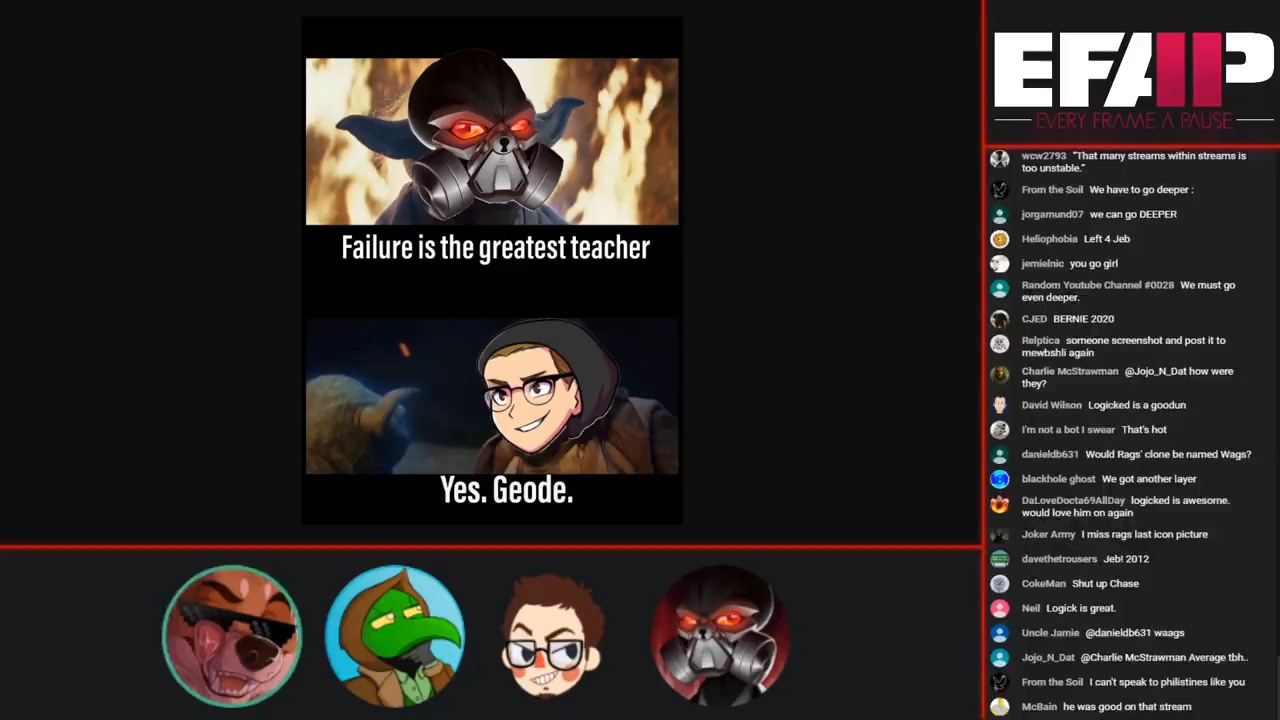 Failure is the greatest teacher
Yes. Geode.
EFAP
EVERY FRAME A PAUSE
wcw2793 “That many streams within streams is
too unstable.”
From the Soil We have to go deeper :
jorgamund07 we can go DEEPER
Heliophobia Left 4 Jeb
jemielnic you go girl
Random Youtube Channel #0028 We must go
even deeper.
CJED BERNIE 2020
Relptica someone screenshot and post it to
mewbshli again
Charlie McStrawman @Jojo_N_Dat how were
they?
David Wilson Logicked is a goodun
I'm not a bot I swear That's hot
danieldb631 Would Rags' clone be named Wags?
blackhole ghost We got another layer
DaLoveDocta69AllDay logicked is awesome.
would love him on again
Joker Army I miss rags last icon picture
davethetrousers Jeb! 2012
CokeMan Shut up Chase
Neil Logick is great.
Uncle Jamie @danieldb631 waags
Jojo_N_Dat @Charlie McStrawman Average tbh..
From the Soil I can't speak to philistines like you
McBain he was good on that stream